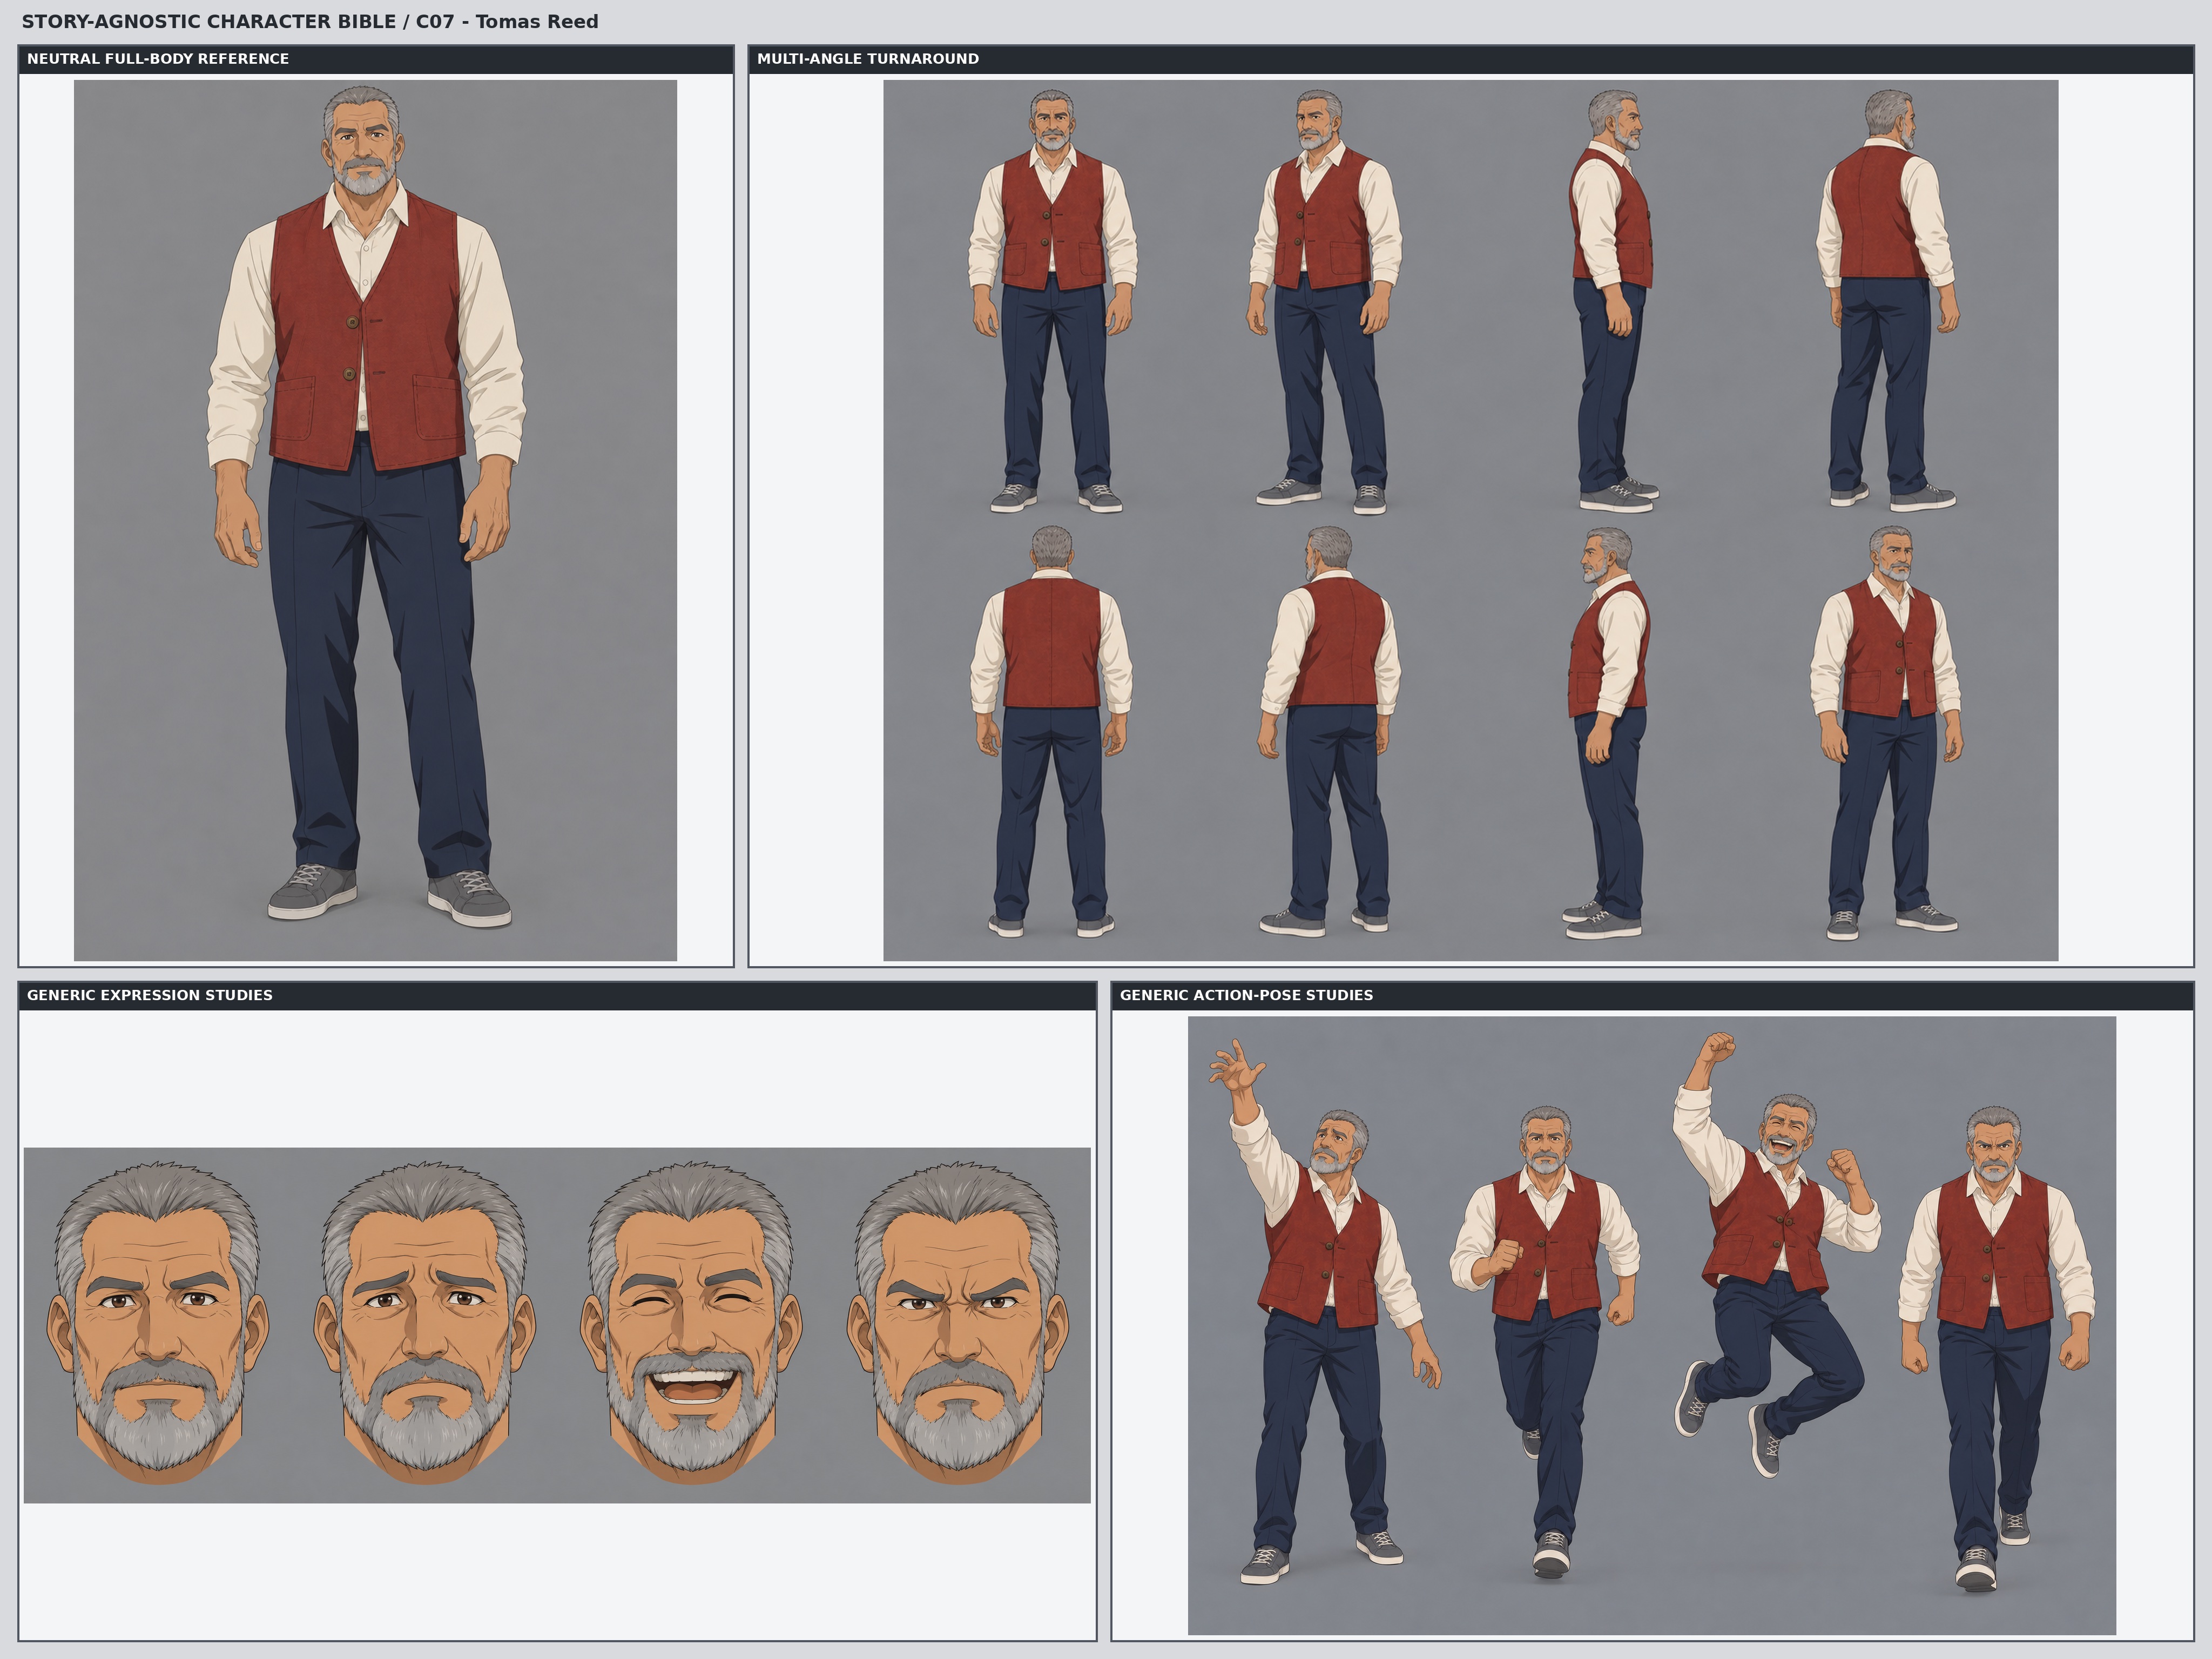 STORY-AGNOSTIC CHARACTER BIBLE / C07 - Tomas Reed
NEUTRAL FULL-BODY REFERENCE
MULTI-ANGLE TURNAROUND
GENERIC EXPRESSION STUDIES
GENERIC ACTION-POSE STUDIES